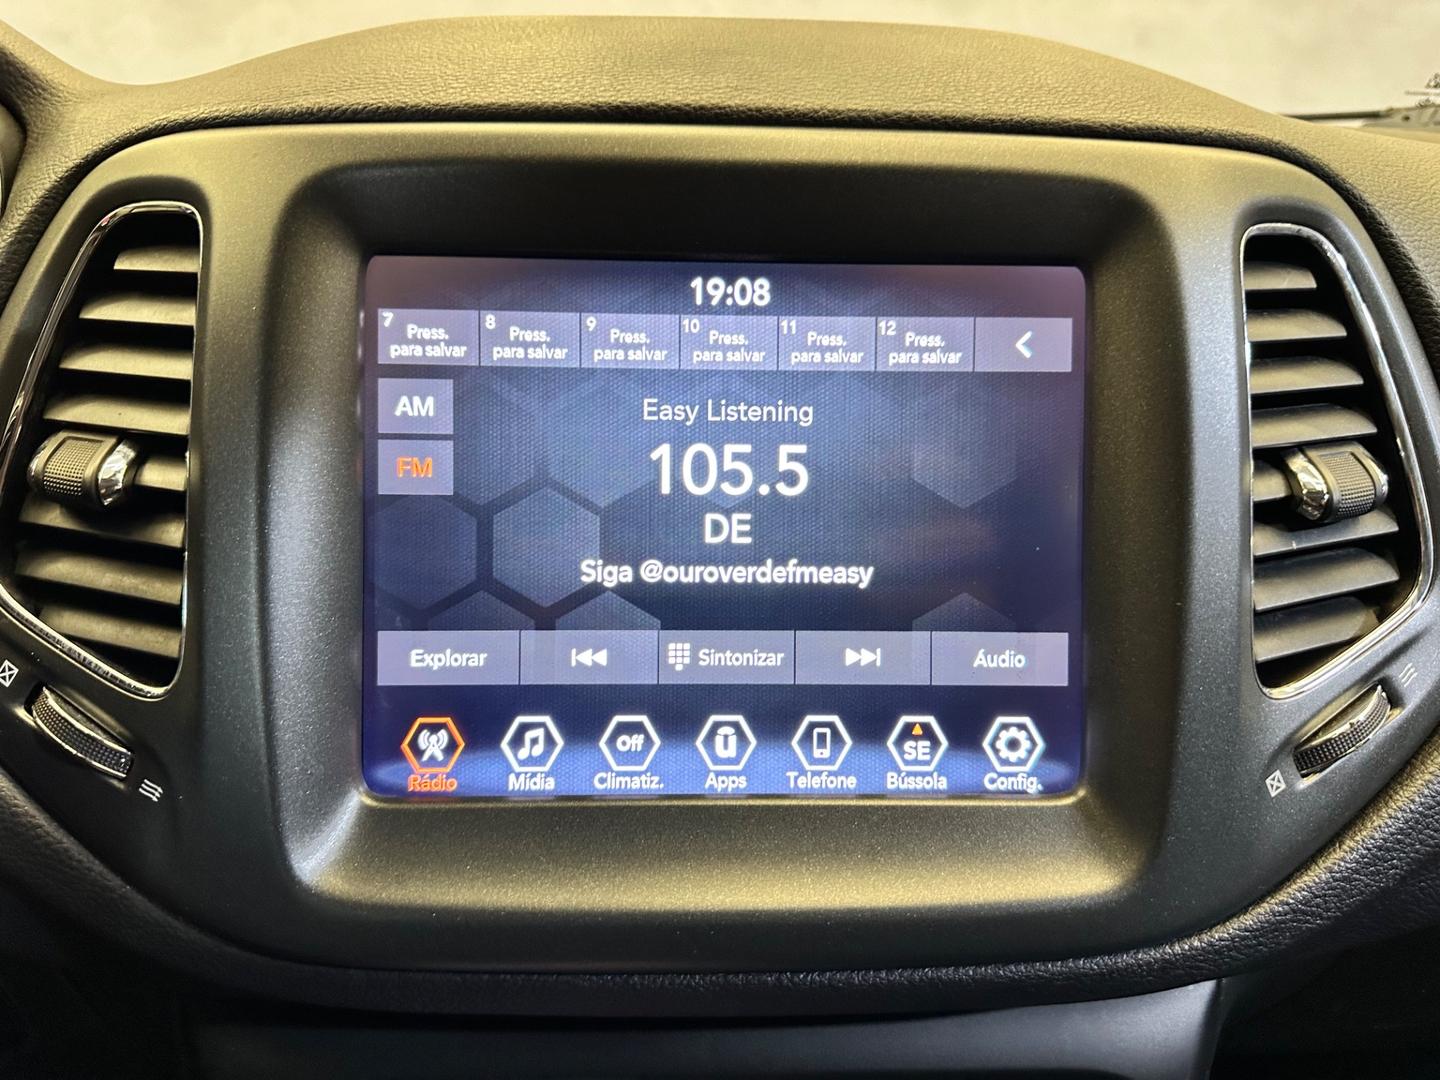 19:08
7 Press. para salvar
8 Press. para salvar
9 Press. para salvar
10 Press. para salvar
11 Press. para salvar
12 Press. para salvar
AM
FM
Easy Listening
105.5
DE
Siga @ouroverdefmeasy
Explorar
Sintonizar
Áudio
Off
ū
SE
Rádio
Mídia
Climatiz.
Apps
Telefone
Bússola
Config.